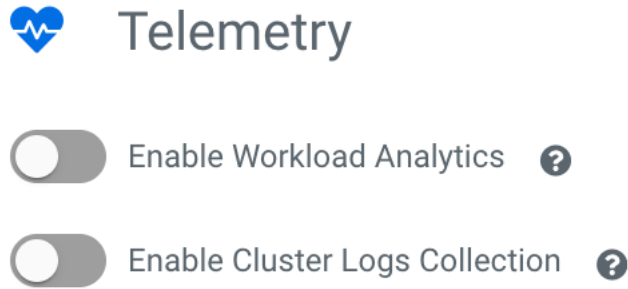 Telemetry
Enable Workload Analytics ?
Enable Cluster Logs Collection ?